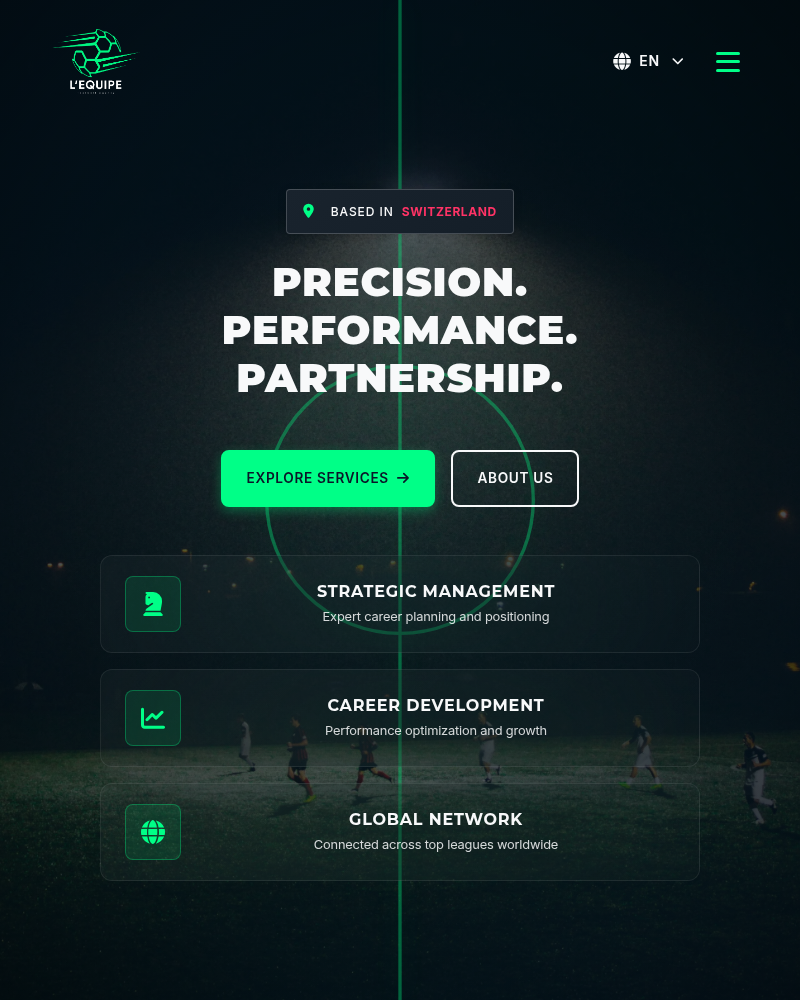 L'EQUIPE
EN
BASED IN SWITZERLAND
PRECISION.
PERFORMANCE.
PARTNERSHIP.
EXPLORE SERVICES →
ABOUT US
STRATEGIC MANAGEMENT
Expert career planning and positioning
CAREER DEVELOPMENT
Performance optimization and growth
GLOBAL NETWORK
Connected across top leagues worldwide